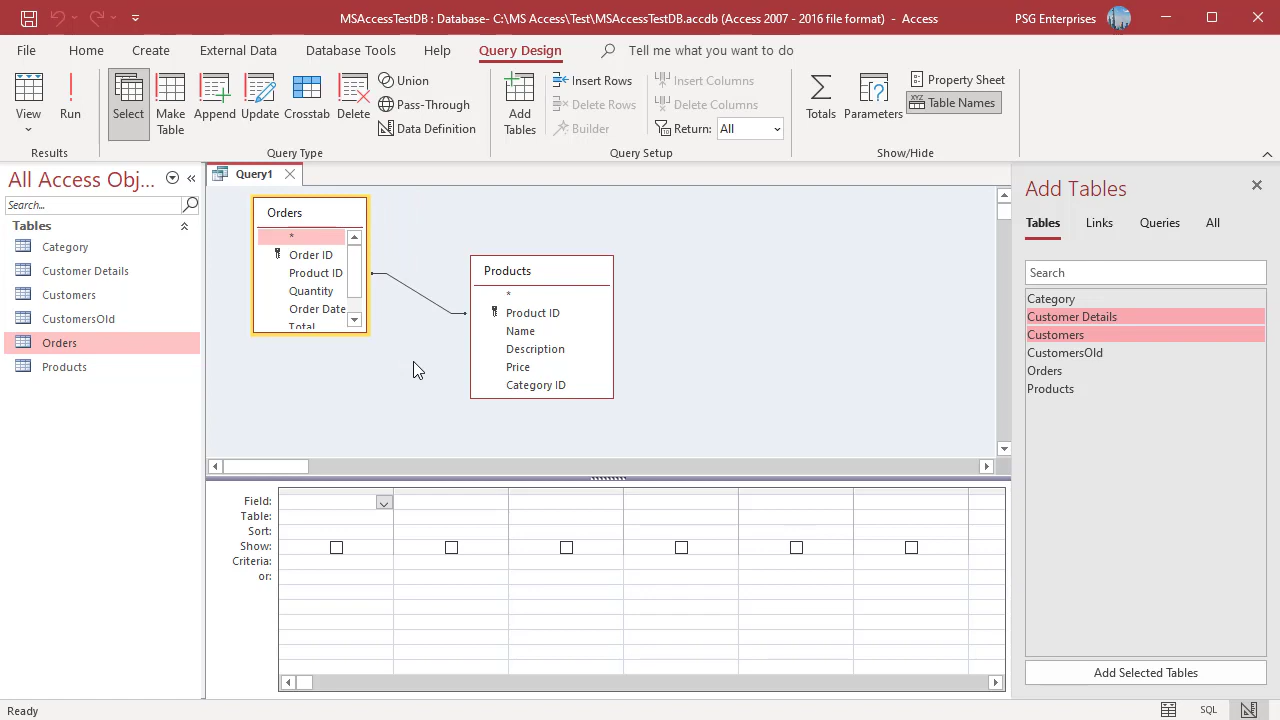 MSAccessTestDB : Database- C:\MS Access\Test\MSAccessTestDB.accdb (Access 2007 - 2016 file format) - Access
PSG Enterprises
File
Home
Create
External Data
Database Tools
Help
Query Design
Tell me what you want to do
View
Run
Select
Make
Table
Append
Update
Crosstab
Delete
Union
Pass-Through
Data Definition
Add
Tables
Insert Rows
Delete Rows
Builder
Insert Columns
Delete Columns
Return:
All
Totals
Parameters
Property Sheet
XYZ
Table Names
Results
Query Type
Query Setup
Show/Hide
All Access Obj...
Search...
Tables
Category
Customer Details
Customers
CustomersOld
Orders
Products
Query1
Orders
*
Order ID
Product ID
Quantity
Order Date
Total
Products
*
Product ID
Name
Description
Price
Category ID
Field:
Table:
Sort:
Show:
Criteria:
or:
Add Tables
Tables
Links
Queries
All
Search
Category
Customer Details
Customers
CustomersOld
Orders
Products
Add Selected Tables
Ready
SQL